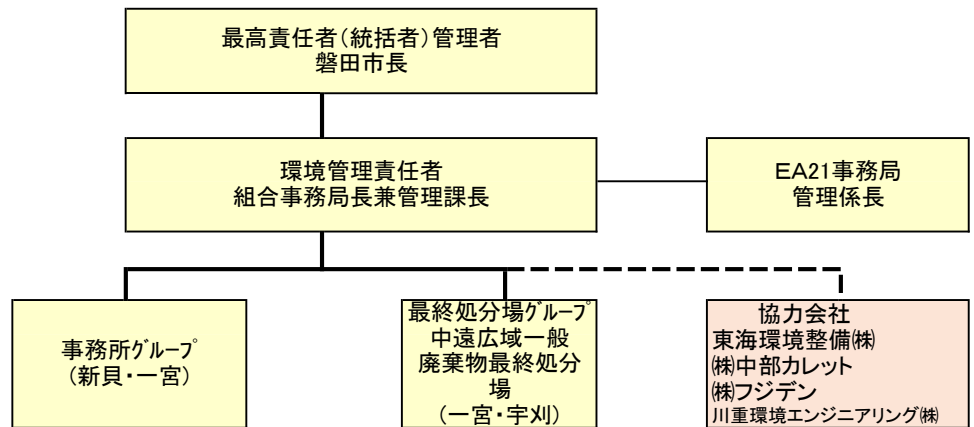 最高責任者(統括者)管理者
磐田市長
環境管理責任者
組合事務局長兼管理課長
EA21事務局
管理係長
事務所グループ
(新貝・一宮)
最終処分場グループ
中遠広域一般
廃棄物最終処分
場
(一宮・宇刈)
協力会社
東海環境整備㈱
㈱中部カレット
㈱フジデン
川重環境エンジニアリング㈱